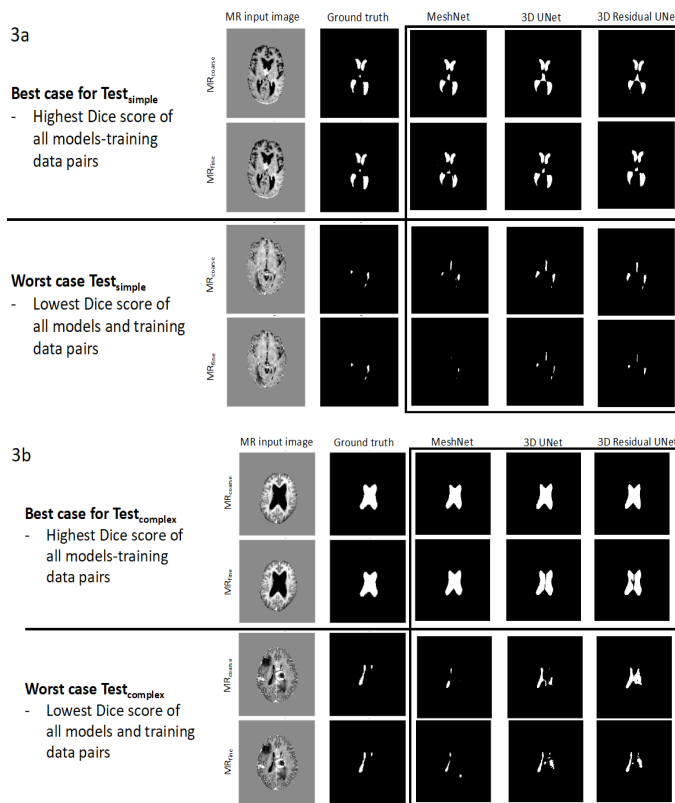 3a
MR input image Ground truth MeshNet 3D UNet 3D Residual UNet
MRcoarse
Best case for Testsimple
- Highest Dice score of
all models-training
data pairs
MRfine
MRcoarse
Worst case Testsimple
- Lowest Dice score of
all models and training
data pairs
MRfine
3b
MR input image Ground truth MeshNet 3D UNet 3D Residual UNet
MRcoarse
Best case for Testcomplex
- Highest Dice score of
all models-training
data pairs
MRfine
MRcoarse
Worst case Testcomplex
- Lowest Dice score of
all models and training
data pairs
MRfine